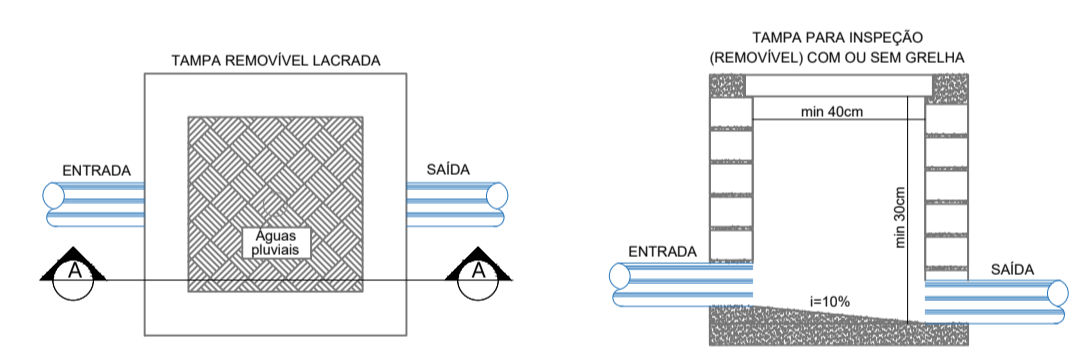 TAMPA REMOVÍVEL LACRADA
ENTRADA
SAÍDA
Águas
pluviais
A
A
TAMPA PARA INSPEÇÃO
(REMOVÍVEL) COM OU SEM GRELHA
min 40cm
min 30cm
ENTRADA
SAÍDA
i=10%